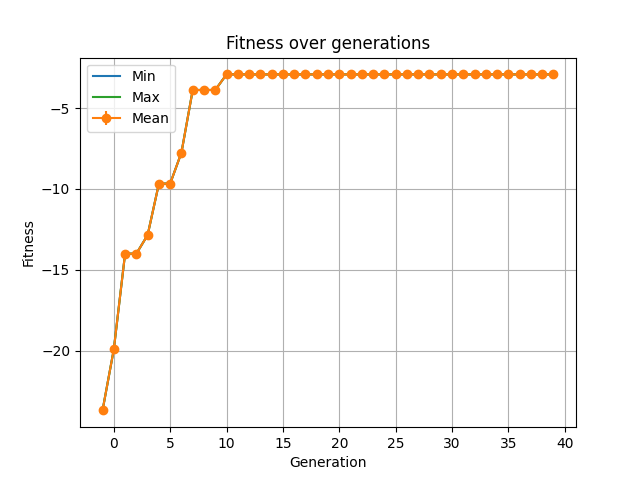 Fitness over generations
Min
Max
Mean
−5
−10
−15
−20
Fitness
0 5 10 15 20 25 30 35 40
Generation